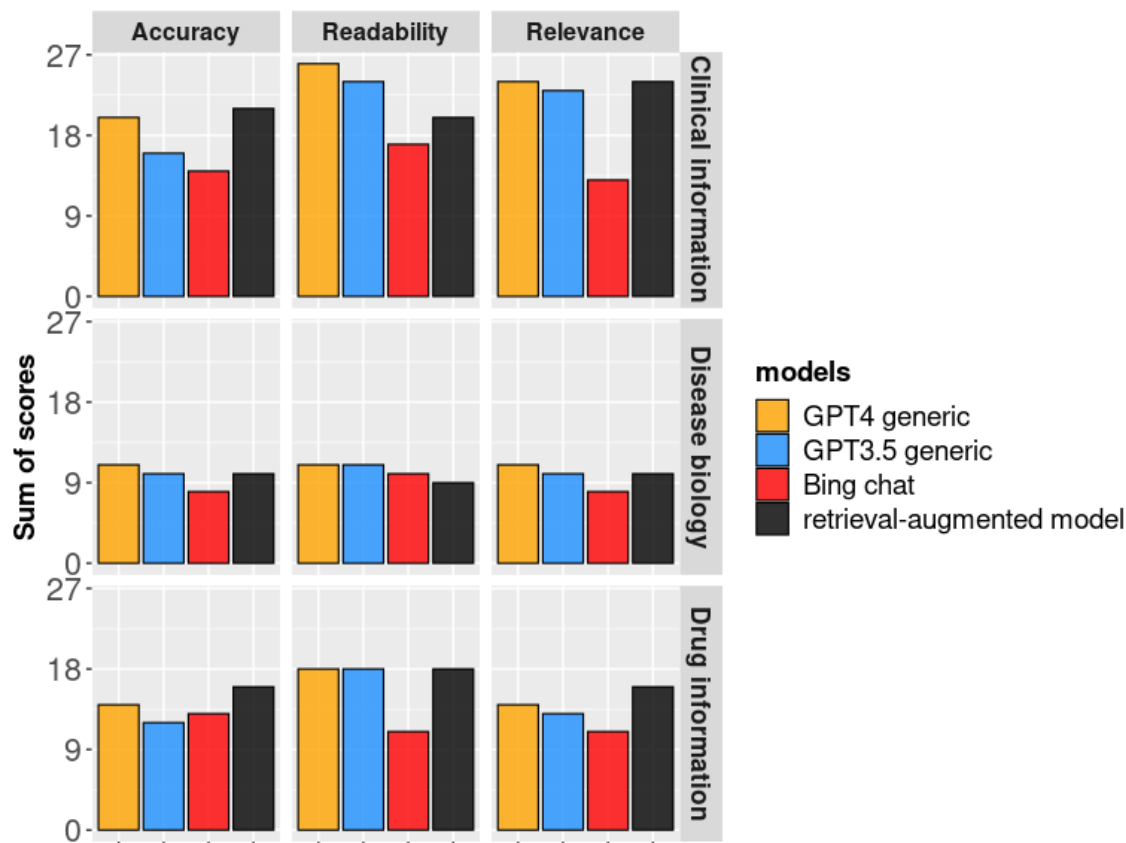 Accuracy Readability Relevance
27
18
9
0
Clinical information
27
18
9
0
Disease biology
27
18
9
0
Drug information
Sum of scores
models
GPT4 generic
GPT3.5 generic
Bing chat
retrieval-augmented model